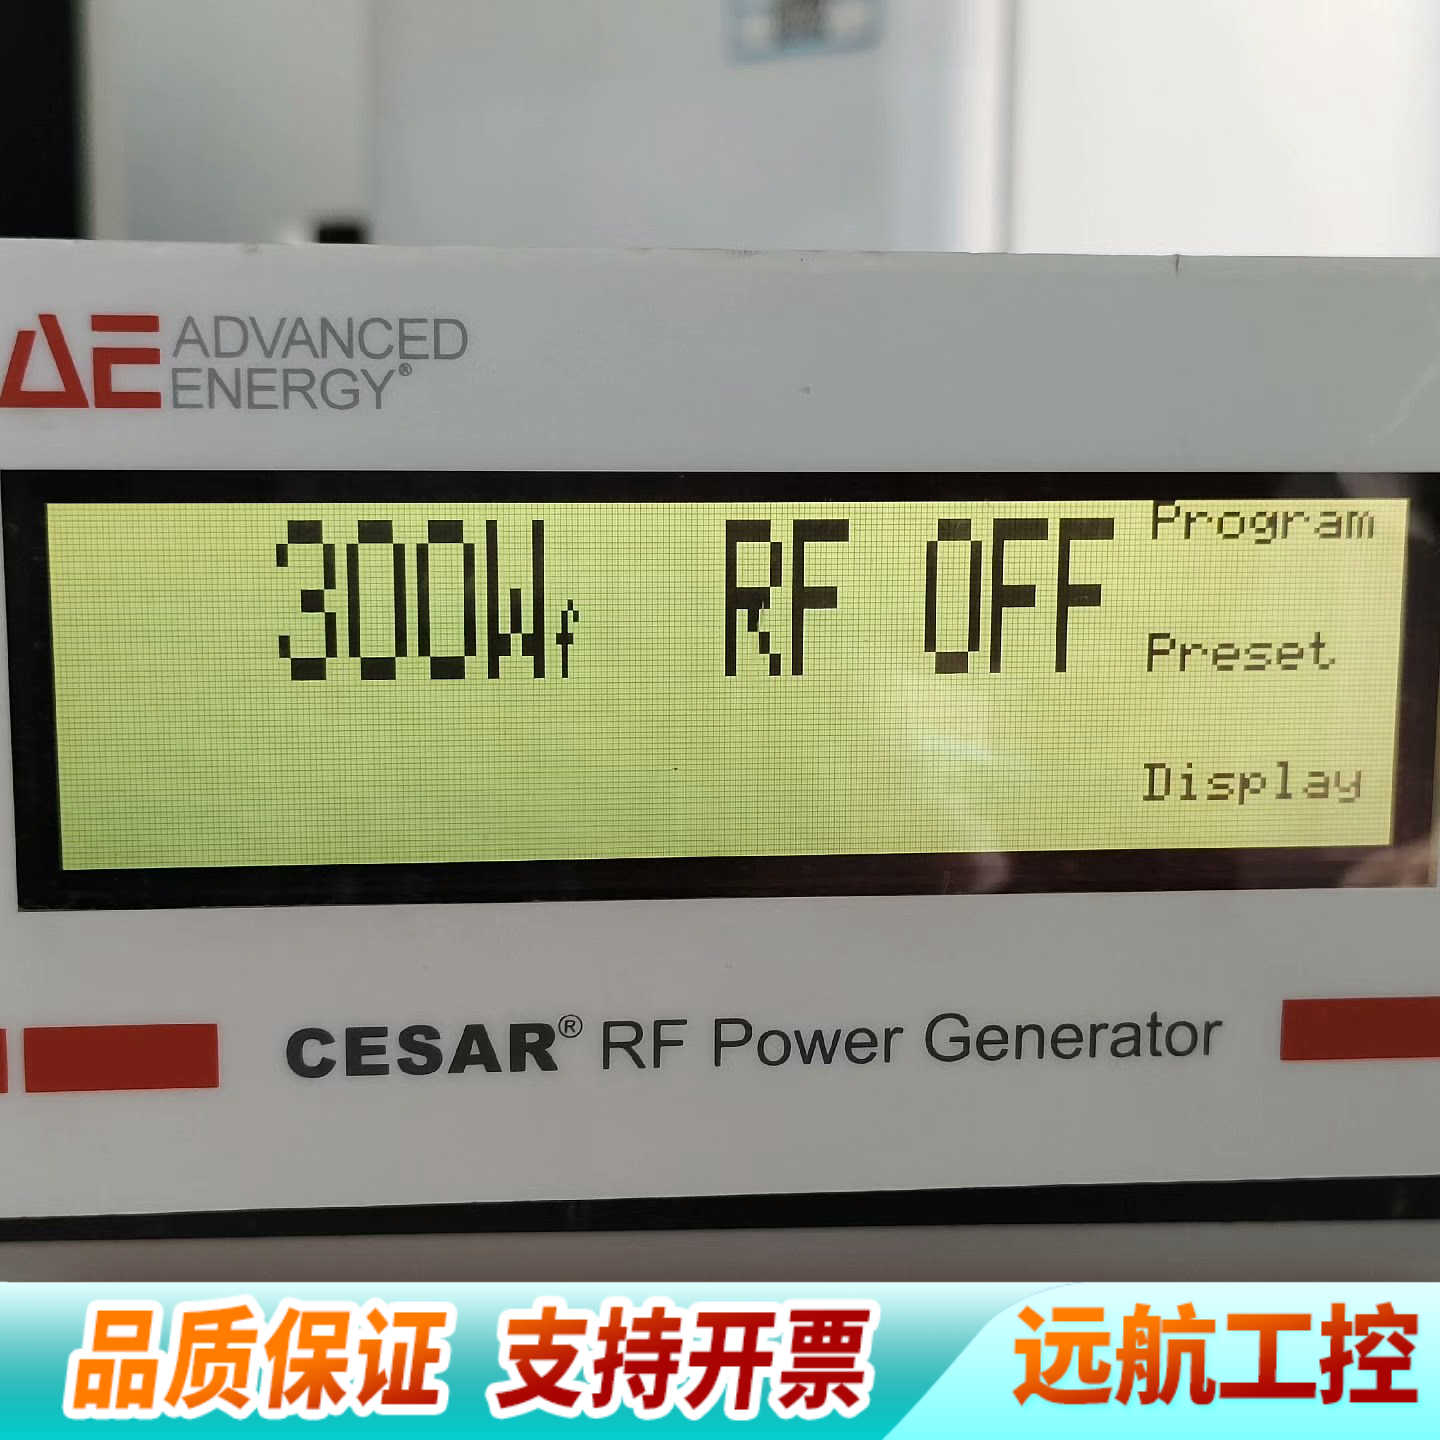 AE ADVANCED
ENERGY®
300Wf RF OFF
Program
Preset
Display
CESAR® RF Power Generator
品质保证 支持开票 远航工控